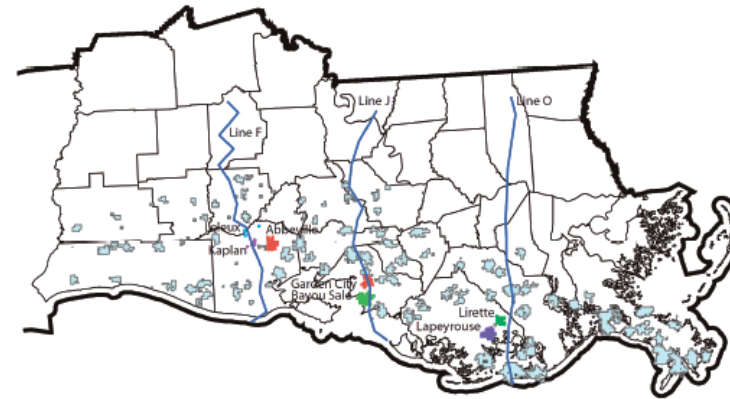 Line J
Line O
Line F
Abbeville
Kaplan
Garden City
Bayou Sale
Lirette
Lapeyrouse